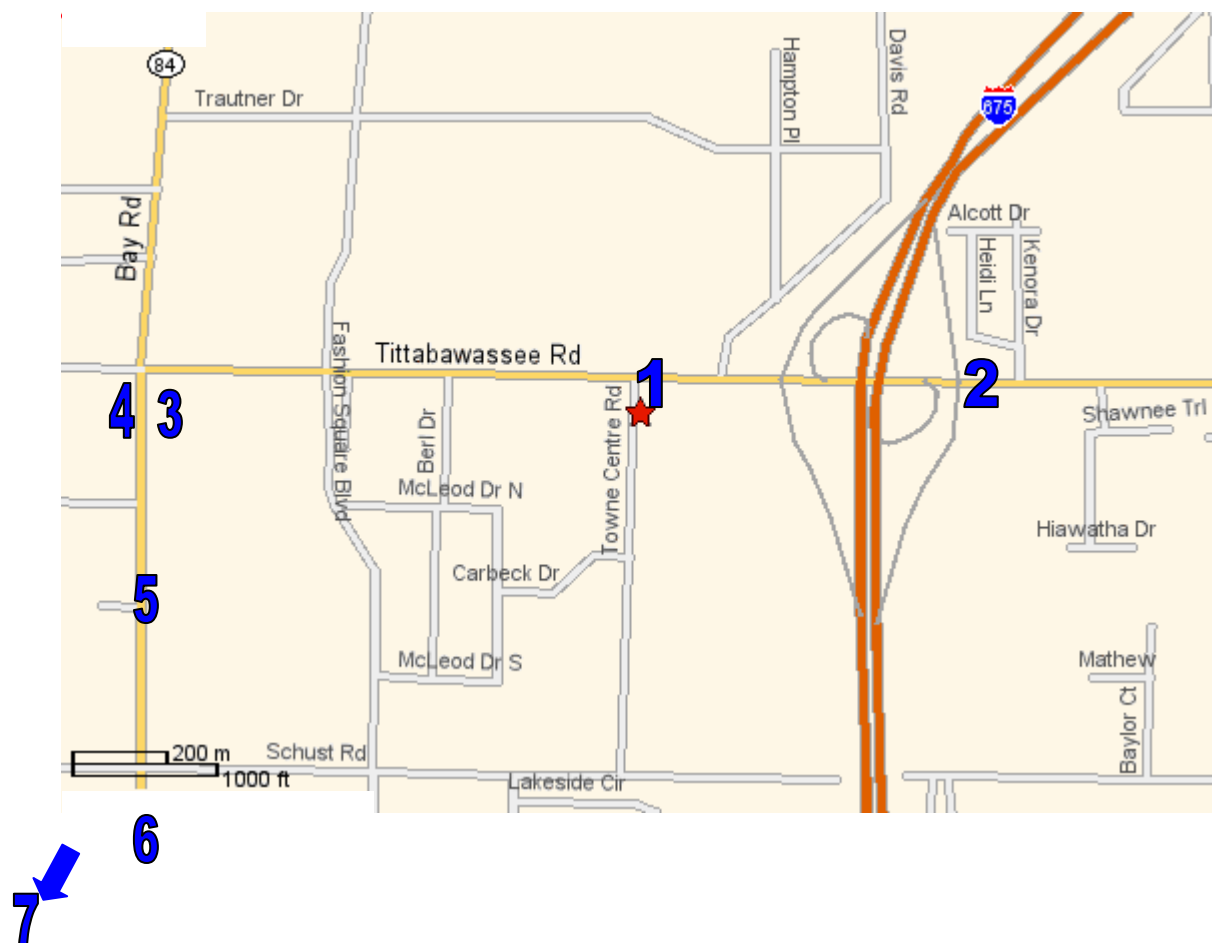 84
Trautner Dr
Hampton Pl
Davis Rd
675
Bay Rd
Alcott Dr
Heidi Ln
Kenora Dr
Fashion Square Blvd
Tittabawassee Rd
1
2
4
3
Berl Dr
Towne Centre Rd
Shawnee Trl
McLeod Dr N
Hiawatha Dr
Carbeck Dr
5
McLeod Dr S
Mathew
Baylor Ct
200 m
Schust Rd
1000 ft
Lakeside Cir
6
7